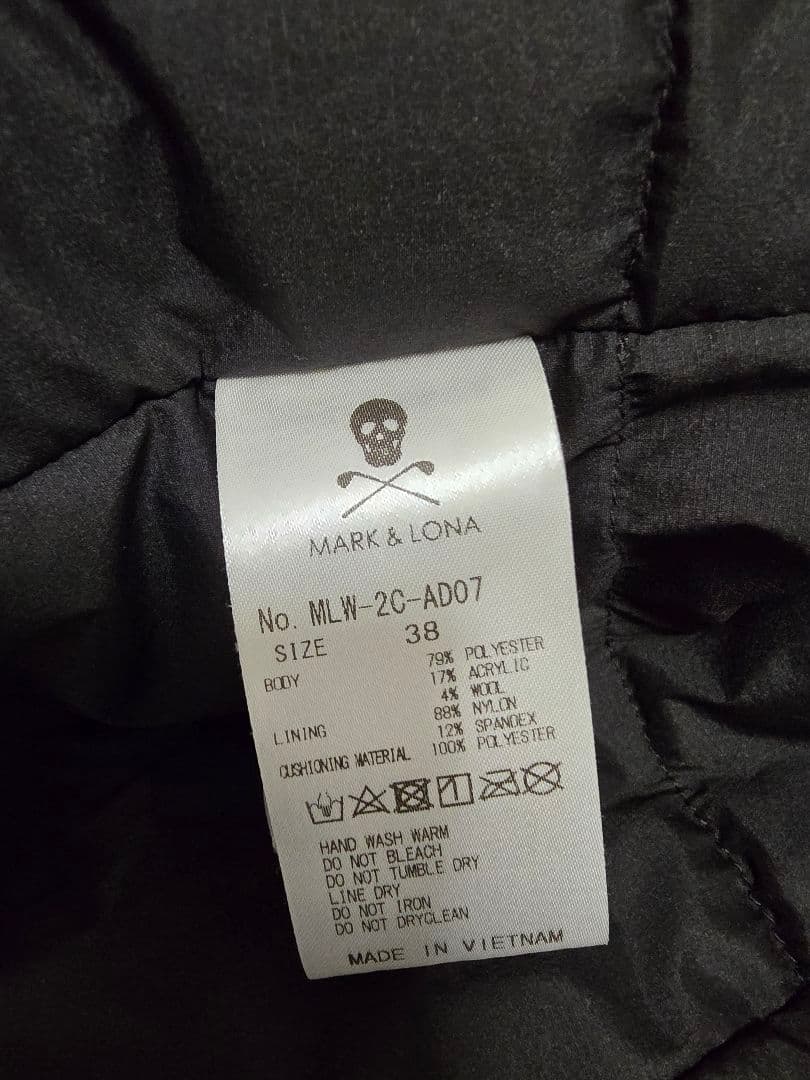 MARK & LONA
No. MLW-2C-AD07
SIZE 38
BODY 79% POLYESTER
17% ACRYLIC
4% WOOL
LINING 88% NYLON
12% SPANDEX
CUSHIONING MATERIAL 100% POLYESTER
HAND WASH WARM
DO NOT BLEACH
DO NOT TUMBLE DRY
LINE DRY
DO NOT IRON
DO NOT DRYCLEAN
MADE IN VIETNAM